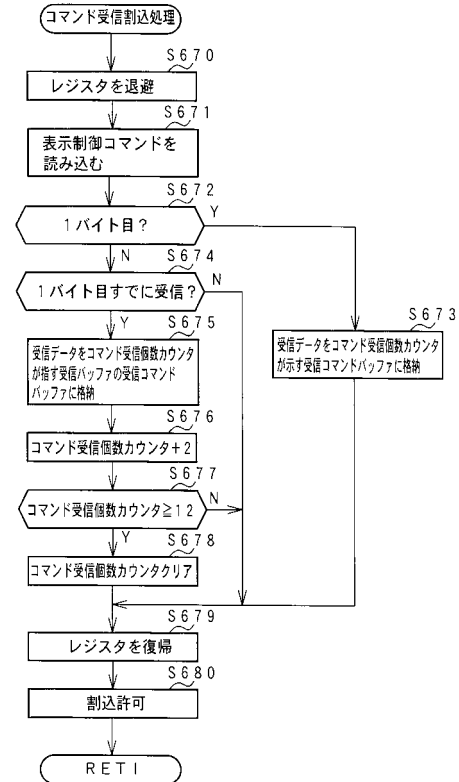 コマンド受信割込処理
S670
レジスタを退避
S671
表示制御コマンドを
読み込む
S672
1バイト目?
Y
N
S674
1バイト目すでに受信?
N
Y
S675
受信データをコマンド受信個数カウンタ
が指す受信バッファの受信コマンド
バッファに格納
S673
受信データをコマンド受信個数カウンタ
が示す受信コマンドバッファに格納
S676
コマンド受信個数カウンタ+2
S677
コマンド受信個数カウンタ≧12
N
Y
S678
コマンド受信個数カウンタクリア
S679
レジスタを復帰
S680
割込許可
RETI